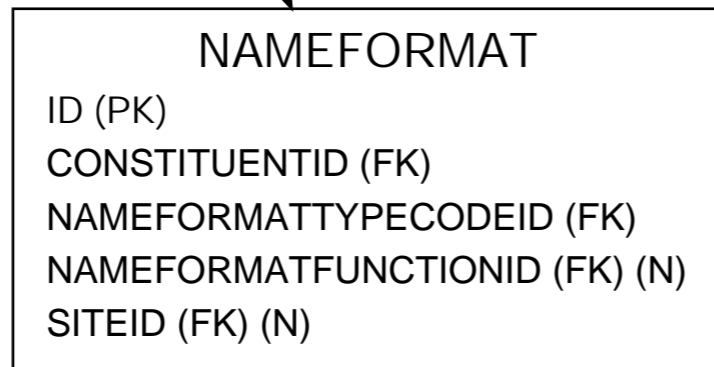 NAMEFORMAT
ID (PK)
CONSTITUENTID (FK)
NAMEFORMATTYPECODEID (FK)
NAMEFORMATFUNCTIONID (FK) (N)
SITEID (FK) (N)